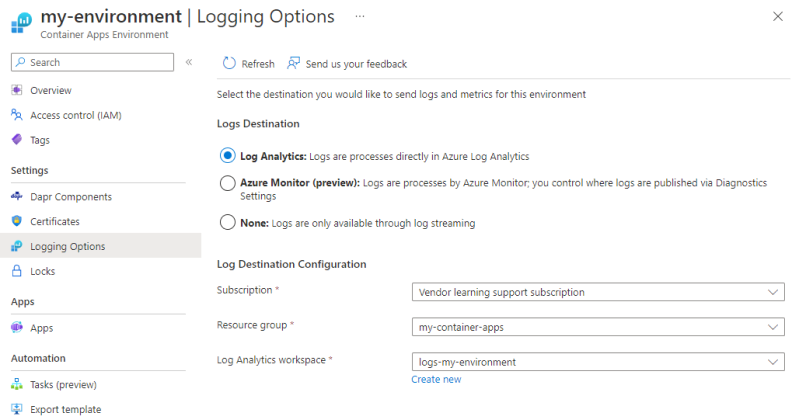 my-environment | Logging Options ...
Container Apps Environment
Search
«
Overview
Access control (IAM)
Tags
Settings
Dapr Components
Certificates
Logging Options
Locks
Apps
Apps
Automation
Tasks (preview)
Export template
Refresh
Send us your feedback
Select the destination you would like to send logs and metrics for this environment
Logs Destination
Log Analytics: Logs are processes directly in Azure Log Analytics
Azure Monitor (preview): Logs are processes by Azure Monitor; you control where logs are published via Diagnostics
Settings
None: Logs are only available through log streaming
Log Destination Configuration
Subscription *
Vendor learning support subscription
Resource group *
my-container-apps
Log Analytics workspace *
logs-my-environment
Create new